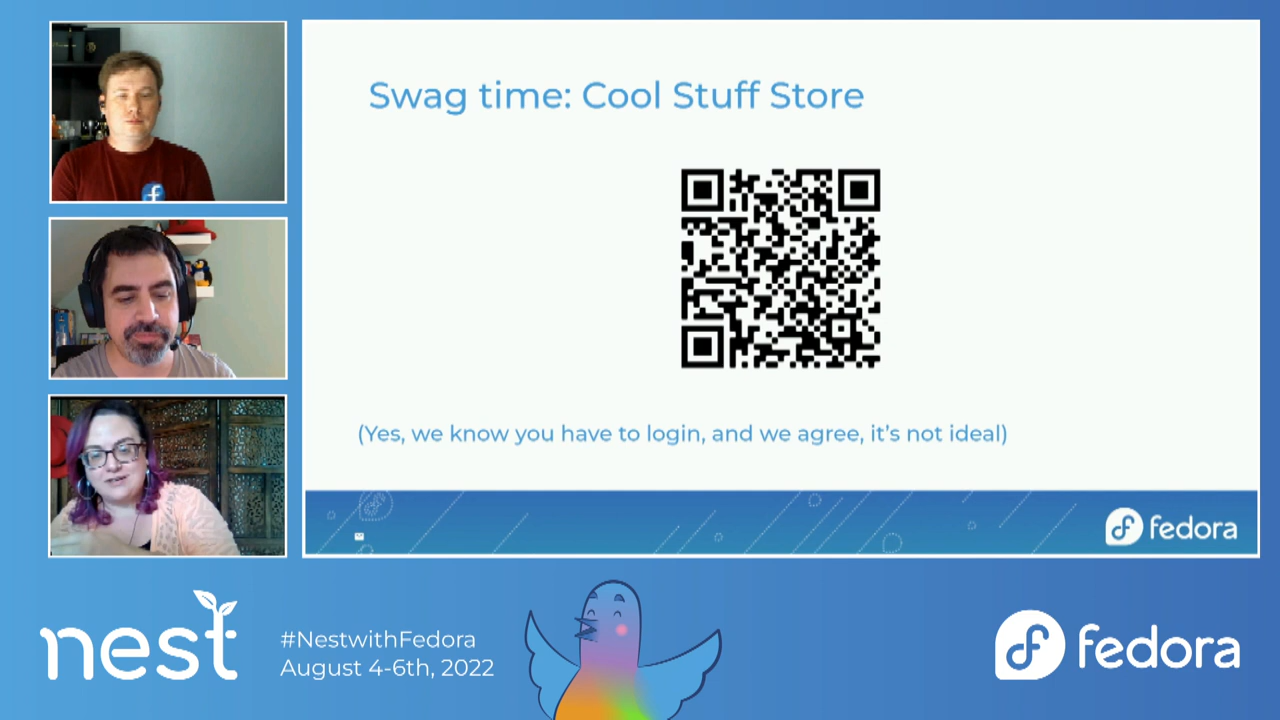 Swag time: Cool Stuff Store
(Yes, we know you have to login, and we agree, it's not ideal)
fedora
nest
#NestwithFedora
August 4-6th, 2022
fedora